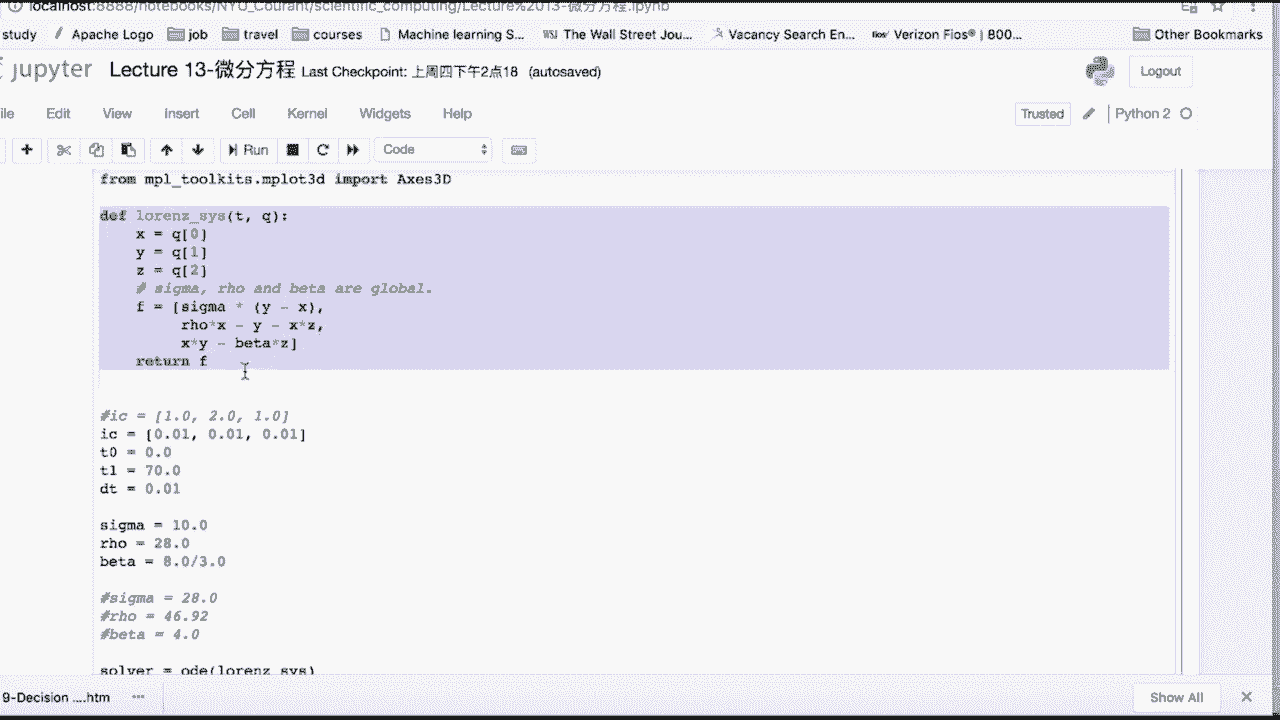 localhost:8888/notebooks/NYU_Courant/scientific_computing/Lecture%2013-微分方程.ipynb
study Apache Logo job travel courses Machine learning S... WSJ The Wall Street Jou... Vacancy Search En... Verizon Fios® | 800... Other Bookmarks
jupyter Lecture 13-微分方程 Last Checkpoint: 上周四下午2点18 (autosaved) Logout
ile Edit View Insert Cell Kernel Widgets Help Trusted Python 2
Run Code
from mpl_toolkits.mplot3d import Axes3D
def lorenz_sys(t, q):
x = q[0]
y = q[1]
z = q[2]
# sigma, rho and beta are global.
f = [sigma * (y - x),
rho*x - y - x*z,
x*y - beta*z]
return f
#ic = [1.0, 2.0, 1.0]
ic = [0.01, 0.01, 0.01]
t0 = 0.0
t1 = 70.0
dt = 0.01
sigma = 10.0
rho = 28.0
beta = 8.0/3.0
#sigma = 28.0
#rho = 46.92
#beta = 4.0
solver = ode(lorenz_sys)
9-Decision ....htm Show All